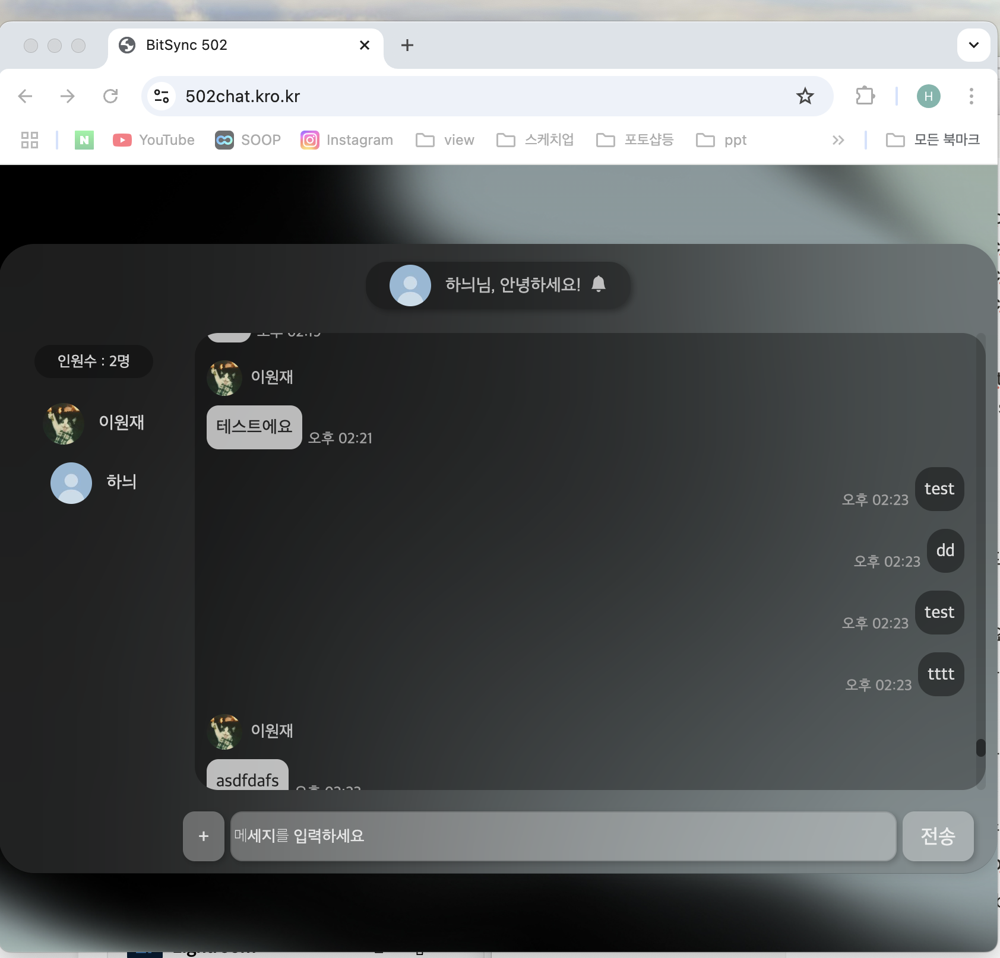 BitSync 502
502chat.kro.kr
H
N YouTube SOOP Instagram view 스케치업 포토샵등 ppt 모든 북마크
하늬님, 안녕하세요!
인원수 : 2명
이원재
하늬
이원재
테스트에요
오후 02:21
test
오후 02:23
dd
오후 02:23
test
오후 02:23
tttt
오후 02:23
이원재
asdfdafs
+
메세지를 입력하세요
전송